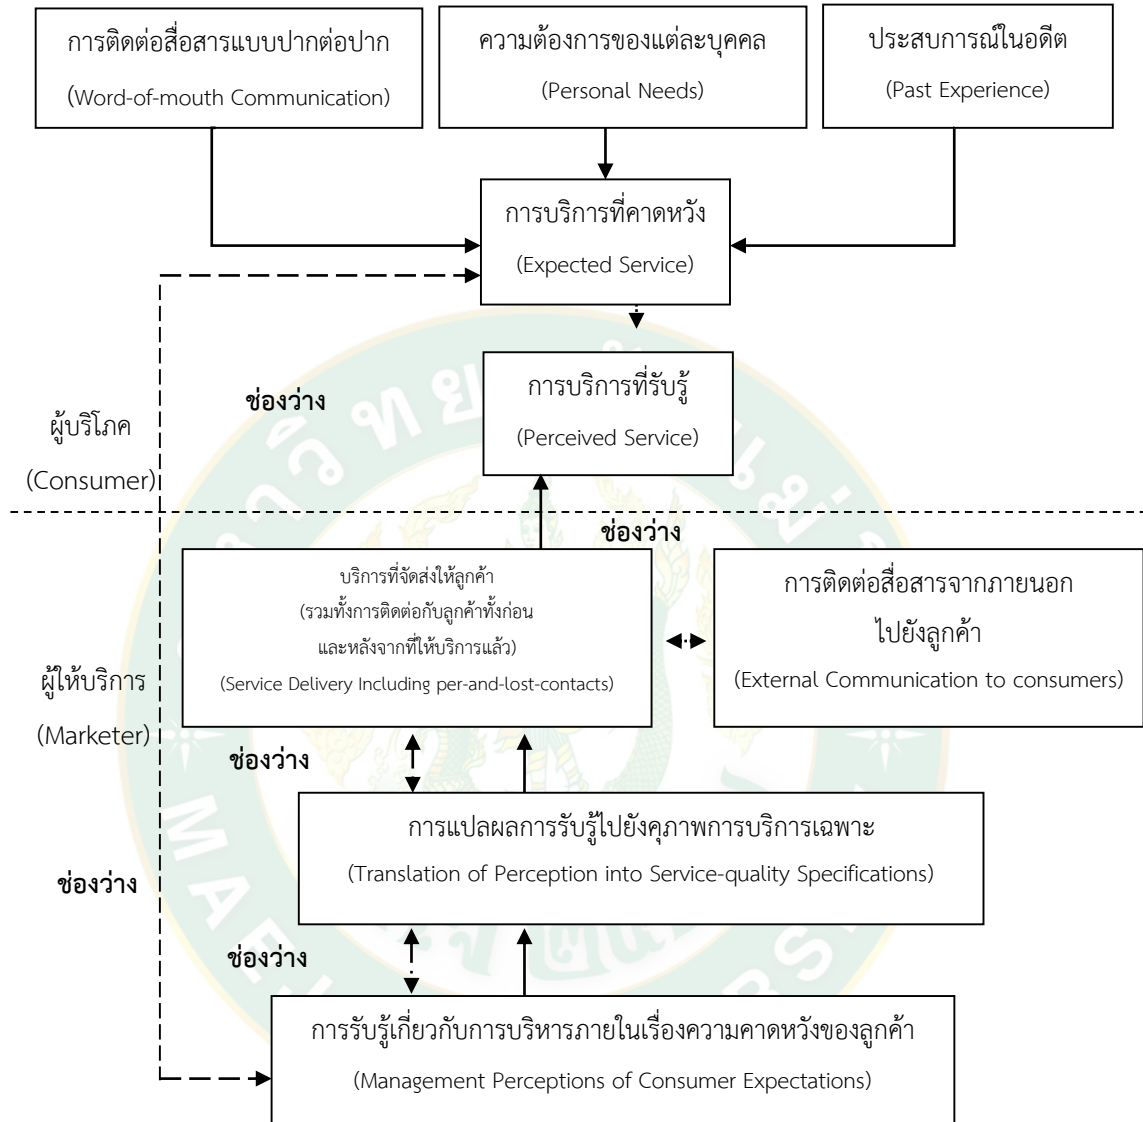 การติดต่อสื่อสารแบบปากต่อปาก
(Word-of-mouth Communication)
ความต้องการของแต่ละบุคคล
(Personal Needs)
ประสบการณ์ในอดีต
(Past Experience)
การบริการที่คาดหวัง
(Expected Service)
การบริการที่รับรู้
(Perceived Service)
ช่องว่าง
ผู้บริโภค
(Consumer)
ช่องว่าง
บริการที่จัดส่งให้ลูกค้า
(รวมทั้งการติดต่อกับลูกค้าทั้งก่อน
และหลังจากที่ให้บริการแล้ว)
(Service Delivery Including per-and-lost-contacts)
การติดต่อสื่อสารจากภายนอก
ไปยังลูกค้า
(External Communication to consumers)
ผู้ให้บริการ
(Marketer)
ช่องว่าง
การแปลผลการรับรู้ไปยังคุภาพการบริการเฉพาะ
(Translation of Perception into Service-quality Specifications)
ช่องว่าง
ช่องว่าง
การรับรู้เกี่ยวกับการบริหารภายในเรื่องความคาดหวังของลูกค้า
(Management Perceptions of Consumer Expectations)